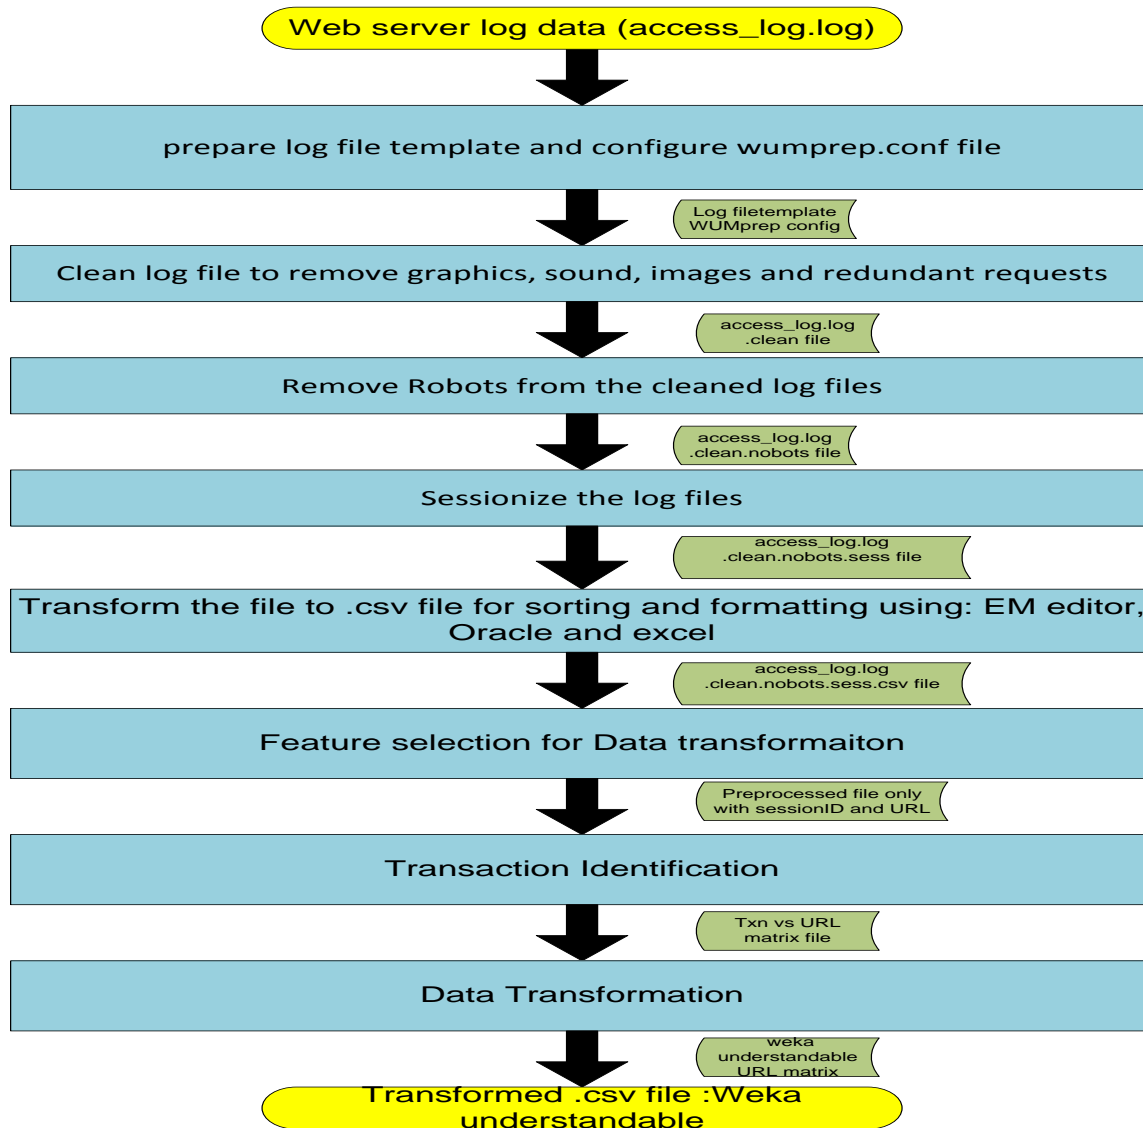 Web server log data (access_log.log)
prepare log file template and configure wumprep.conf file
Log filetemplate
WUMprep config
Clean log file to remove graphics, sound, images and redundant requests
access_log.log
.clean file
Remove Robots from the cleaned log files
access_log.log
.clean.nobots file
Sessionize the log files
access_log.log
.clean.nobots.sess file
Transform the file to .csv file for sorting and formatting using: EM editor,
Oracle and excel
access_log.log
.clean.nobots.sess.csv file
Feature selection for Data transformaiton
Preprocessed file only
with sessionID and URL
Transaction Identification
Txn vs URL
matrix file
Data Transformation
weka
understandable
URL matrix
Transformed .csv file :Weka
understandable